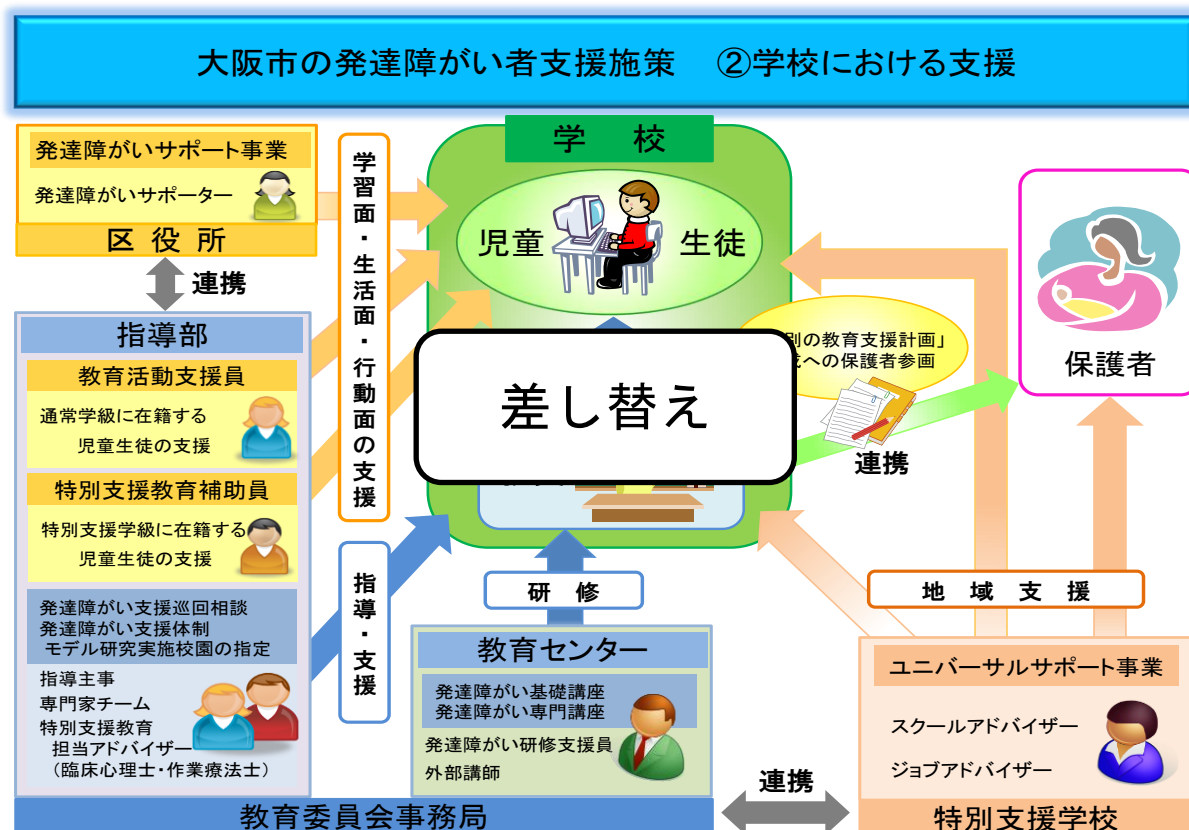 大阪市の発達障がい者支援施策　②学校における支援
発達障がいサポート事業
発達障がいサポーター
区役所
連携
指導部
教育活動支援員
通常学級に在籍する
児童生徒の支援
特別支援教育補助員
特別支援学級に在籍する
児童生徒の支援
発達障がい支援巡回相談
発達障がい支援体制
モデル研究実施校園の指定
指導主事
専門家チーム
特別支援教育
担当アドバイザー
（臨床心理士・作業療法士）
教育委員会事務局
学習面・生活面・行動面の支援
指導・支援
学　校
児童
生徒
差し替え
別の教育支援計画」
への保護者参画
連携
保護者
研　修
教育センター
発達障がい基礎講座
発達障がい専門講座
発達障がい研修支援員
外部講師
連携
地　域　支　援
ユニバーサルサポート事業
スクールアドバイザー
ジョブアドバイザー
特別支援学校